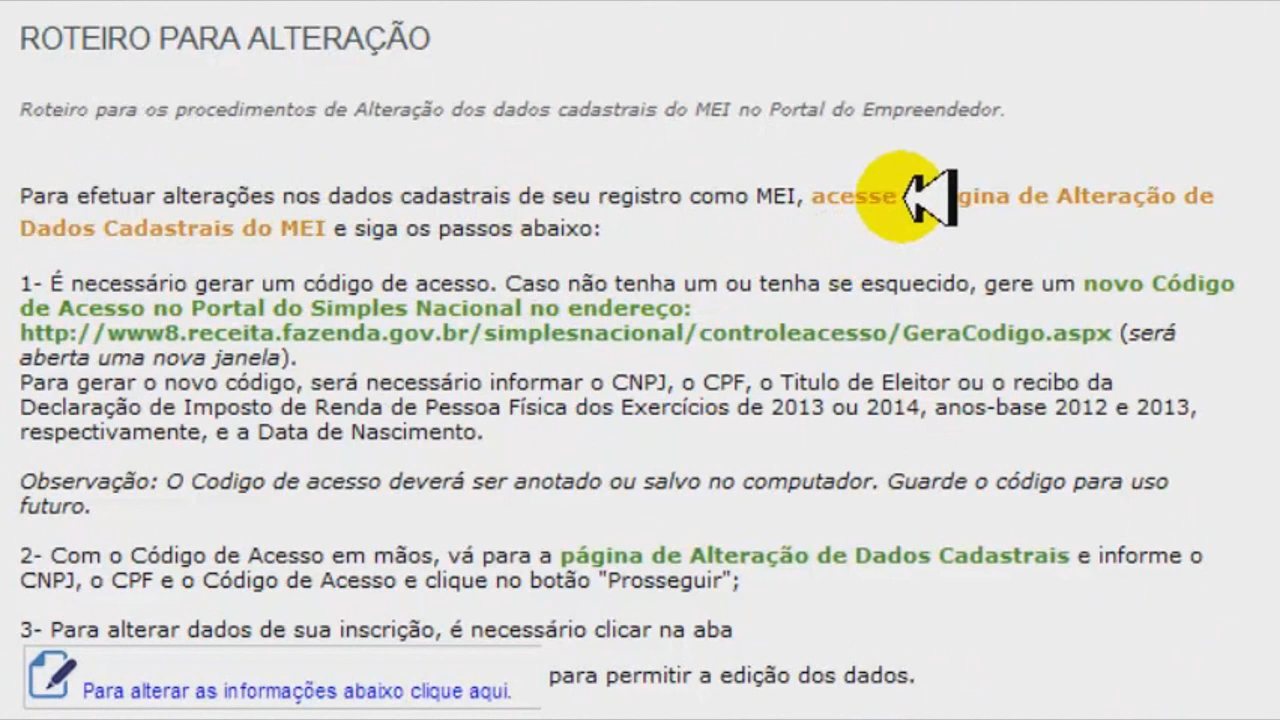 ROTEIRO PARA ALTERAÇÃO
Roteiro para os procedimentos de Alteração dos dados cadastrais do MEI no Portal do Empreendedor.
Para efetuar alterações nos dados cadastrais de seu registro como MEI, acesse gina de Alteração de
Dados Cadastrais do MEI e siga os passos abaixo:
1- É necessário gerar um código de acesso. Caso não tenha um ou tenha se esquecido, gere um novo Código
de Acesso no Portal do Simples Nacional no endereço:
http://www8.receita.fazenda.gov.br/simplesnacional/controleacesso/GeraCodigo.aspx (será
aberta uma nova janela).
Para gerar o novo código, será necessário informar o CNPJ, o CPF, o Titulo de Eleitor ou o recibo da
Declaração de Imposto de Renda de Pessoa Física dos Exercícios de 2013 ou 2014, anos-base 2012 e 2013,
respectivamente, e a Data de Nascimento.
Observação: O Codigo de acesso deverá ser anotado ou salvo no computador. Guarde o código para uso
futuro.
2- Com o Código de Acesso em mãos, vá para a página de Alteração de Dados Cadastrais e informe o
CNPJ, o CPF e o Código de Acesso e clique no botão "Prosseguir";
3- Para alterar dados de sua inscrição, é necessário clicar na aba
Para alterar as informações abaixo clique aqui. para permitir a edição dos dados.